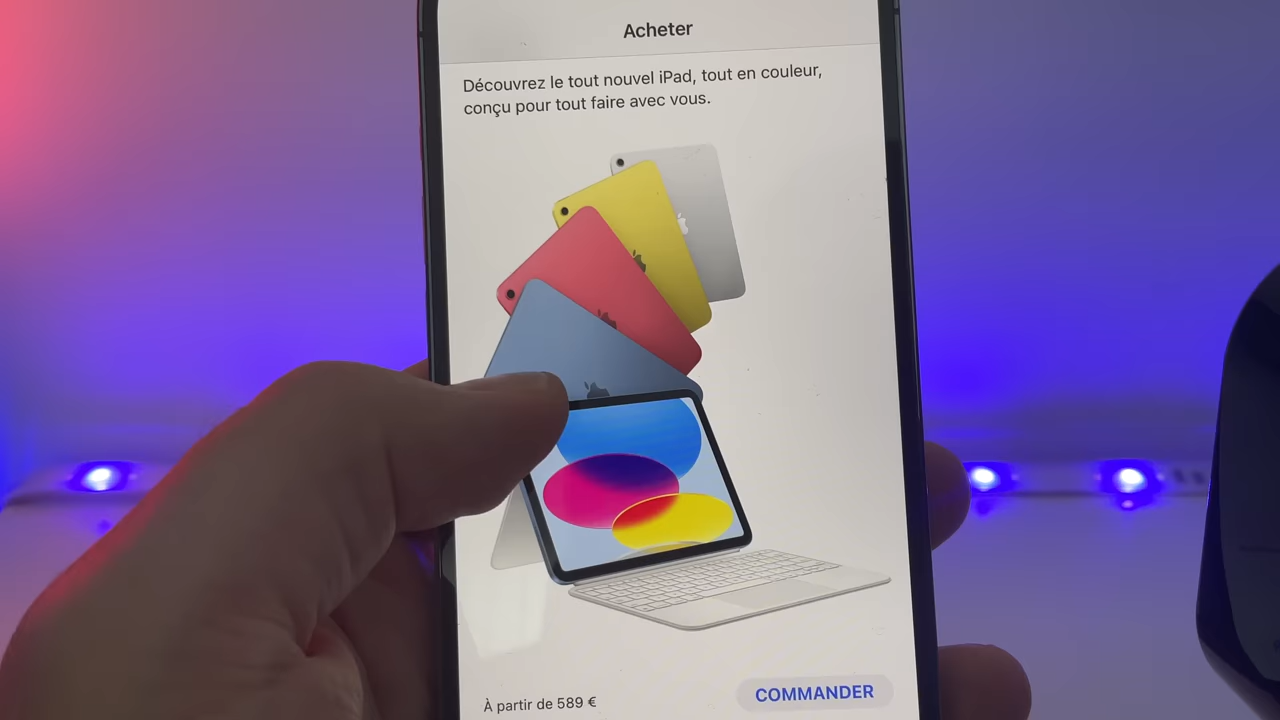 Acheter
Découvrez le tout nouvel iPad, tout en couleur,
conçu pour tout faire avec vous.
À partir de 589 €
COMMANDER